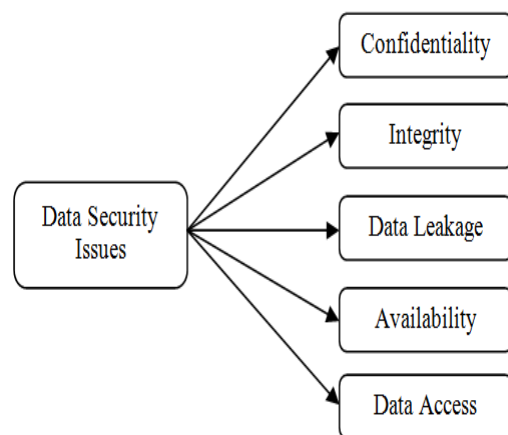 Confidentiality
Integrity
Data Security
Issues
Data Leakage
Availability
Data Access